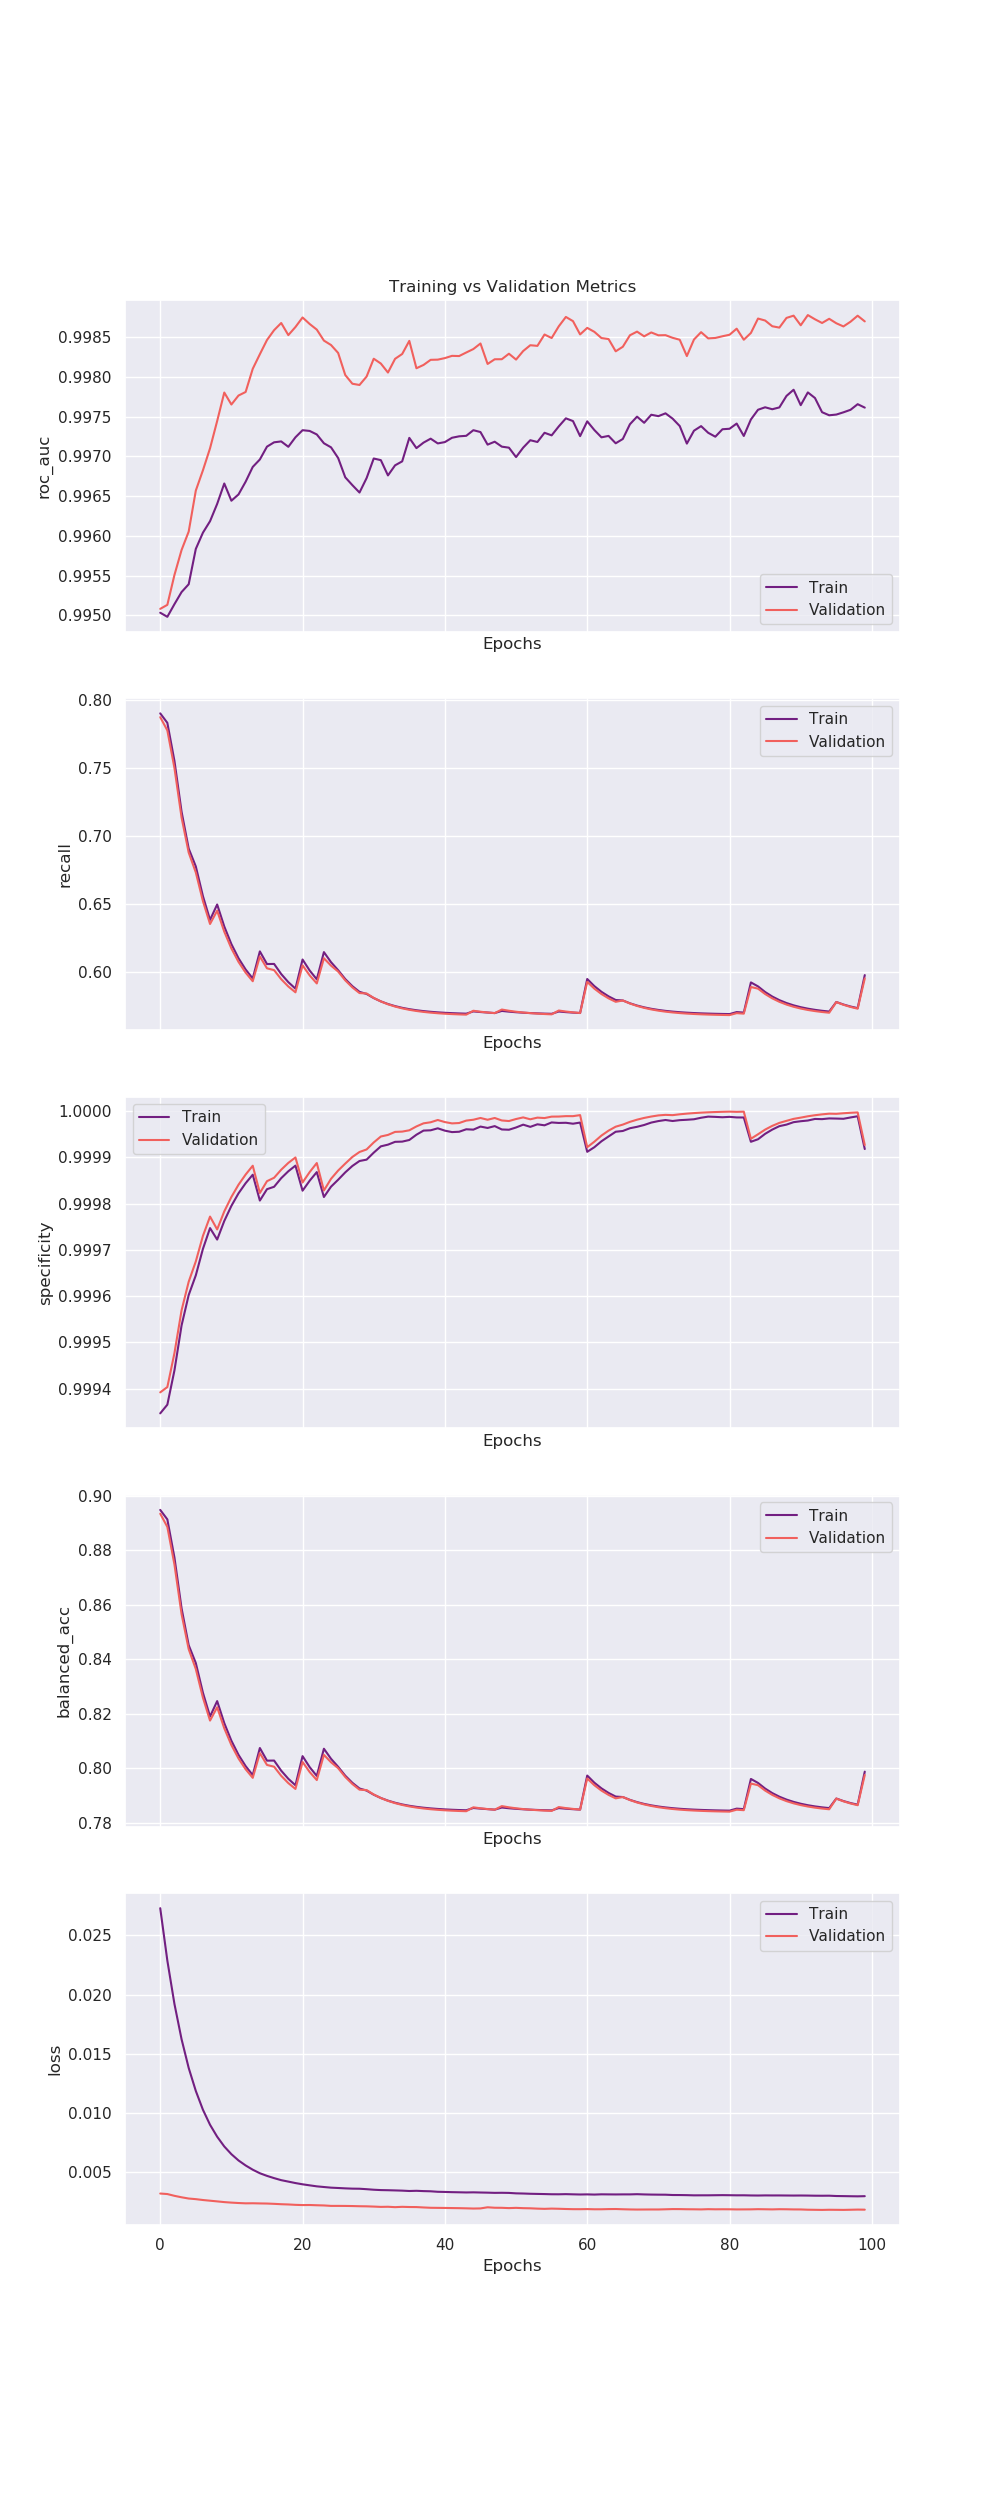 Training vs Validation Metrics
0.9985
0.9980
0.9975
0.9970
0.9965
0.9960
0.9955
0.9950
roc_auc
Train
Validation
Epochs
0.80
0.75
0.70
0.65
0.60
recall
Train
Validation
Epochs
1.0000
0.9999
0.9998
0.9997
0.9996
0.9995
0.9994
specificity
Train
Validation
Epochs
0.90
0.88
0.86
0.84
0.82
0.80
0.78
balanced_acc
Train
Validation
Epochs
0.025
0.020
0.015
0.010
0.005
loss
Train
Validation
0 20 40 60 80 100
Epochs